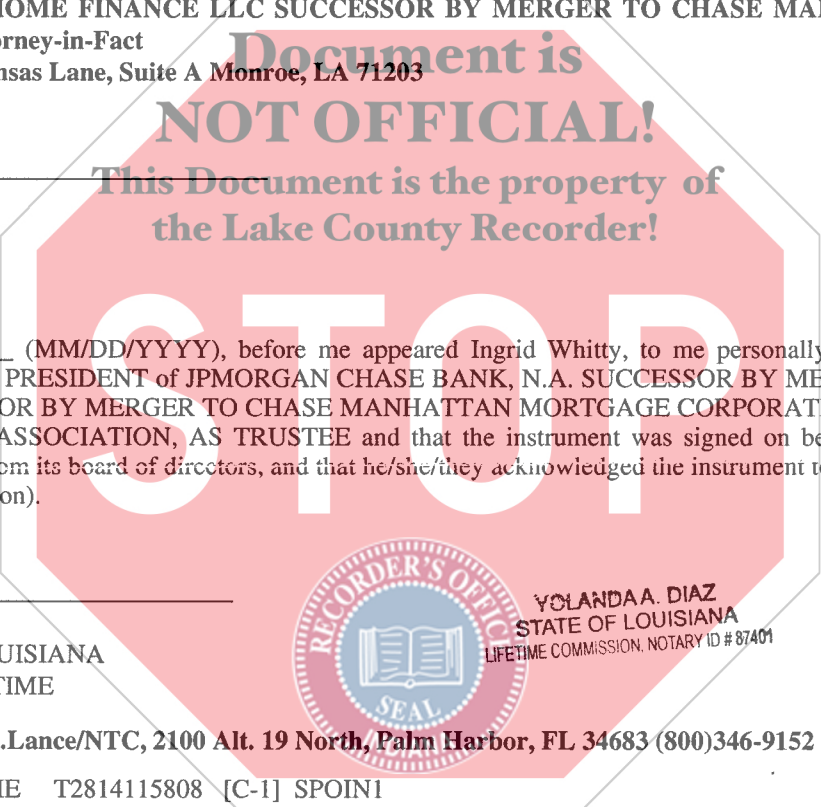 HOME FINANCE LLC SUCCESSOR BY MERGER TO CHASE MA
orney-in-Fact
nsas Lane, Suite A Monroe, LA 71203
Document is
NOT OFFICIAL!
This Document is the property of
the Lake County Recorder!
STOP
(MM/DD/YYYY), before me appeared Ingrid Whitty, to me personally
PRESIDENT of JPMORGAN CHASE BANK, N.A. SUCCESSOR BY ME
OR BY MERGER TO CHASE MANHATTAN MORTGAGE CORPORATI
ASSOCIATION, AS TRUSTEE and that the instrument was signed on be
om its board of directors, and that he/she/they acknowledged the instrument to
on).
RECORDER'S OFFICE
SEAL
INDIANA
YOLANDA A. DIAZ
STATE OF LOUISIANA
LIFETIME COMMISSION, NOTARY ID # 87401
UISIANA
TIME
.Lance/NTC, 2100 Alt. 19 North, Palm Harbor, FL 34683 (800)346-9152
IE T2814115808 [C-1] SPOIN1